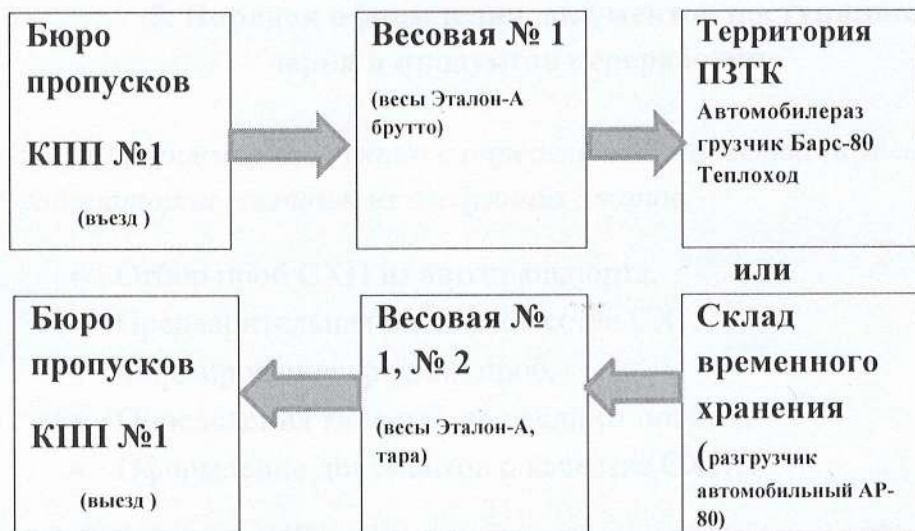 Бюро
пропусков
КПП №1
(въезд )
Весовая № 1
(весы Эталон-А
брутто)
Территория
ПЗТК
Автомобилераз
грузчик Барс-80
Теплоход
или
Склад
временного
хранения
(разгрузчик
автомобильный АР-
80)
Весовая №
1, № 2
(весы Эталон-А,
тара)
Бюро
пропусков
КПП №1
(выезд )